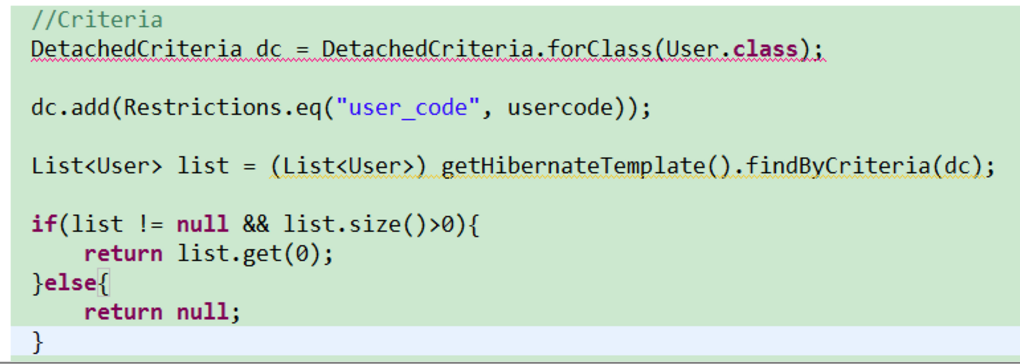 //Criteria
DetachedCriteria dc = DetachedCriteria.forClass(User.class);
dc.add(Restrictions.eq("user_code", usercode));
List<User> list = (List<User>) getHibernateTemplate().findByCriteria(dc);
if(list != null && list.size()>0){
    return list.get(0);
}else{
    return null;
}